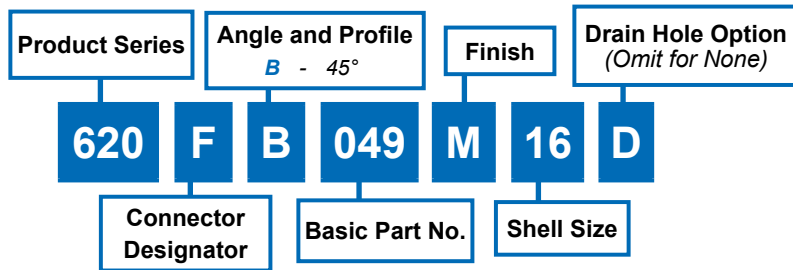 Product Series
Angle and Profile
B - 45°
Finish
Drain Hole Option
(Omit for None)
620 F B 049 M 16 D
Connector
Designator
Basic Part No.
Shell Size